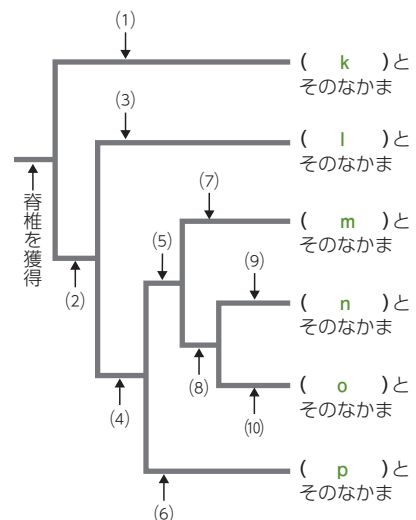 (1)
( k )と
そのなかま
(3)
( l )と
そのなかま
(7)
( m )と
そのなかま
脊椎を獲得
(5)
(2)
(9)
( n )と
そのなかま
(8)
(4)
( o )と
そのなかま
(10)
( p )と
そのなかま
(6)